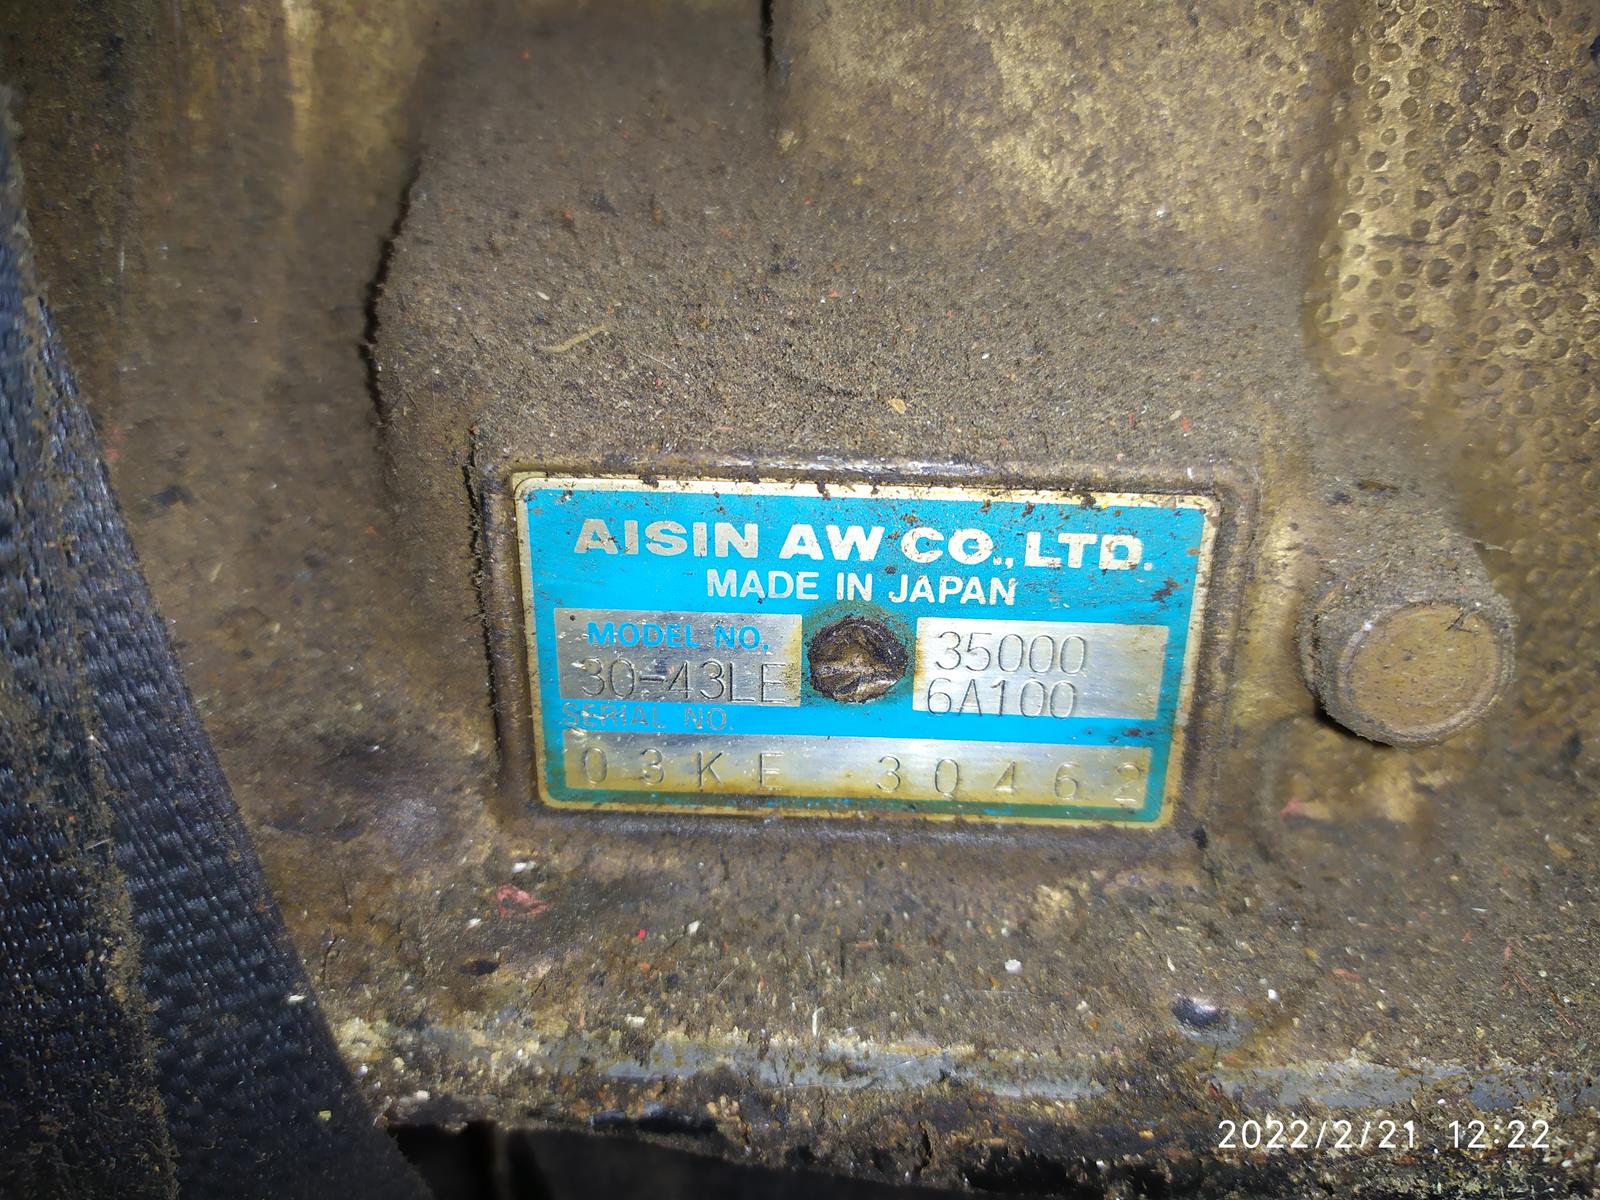 AISIN AW CO., LTD.
MADE IN JAPAN
MODEL NO.
30-43LE
35000
6A100
SERIAL NO.
03KE 30462
2022/2/21 12:22